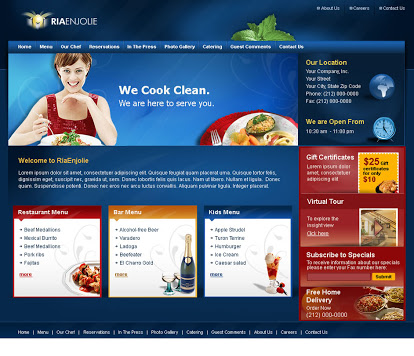 About Us Careers Contact Us
RIAENJOLIE
Home Menu Our Chef Reservations In The Press Photo Gallery Catering Guest Comments Contact Us
We Cook Clean.
We are here to serve you.
Our Location
Your Company, Inc.
Your Street
Your City, State Zip Code
Phone: (212) 000-0000
Fax: (212) 000-0000
We are Open From
10:30 am - 11:00 pm
Welcome to RiaEnjolie
Lorem ipsum dolor sit amet, consectetuer adipiscing elit. Quisque feugiat quam placerat urna. Quisque tortor felis,
dignissim eget, suscipit nec, gravida id, sem. Donec lobortis felis quis lacus. Nam ut libero. Nullam et ligula. Donec
quam. Suspendisse potenti. Donec nec eros nec arcu luctus convallis. Aliquam pulvinar ligula. Integer placerat.
Gift Certificates
Lorem ipsum dolor
sit amet, consectetuer
adipiscing elit
$25 Gift
certificates
for only
$10
Virtual Tour
To explore the
insight view
Click here
Restaurant Menu
Beef Medallions
Mexical Burrito
Beef Medallions
Pork ribs
Fajitas
more
Bar Menu
Alcohol-free Beer
Varadero
Ladoga
Beefeater
El Charro Gold
more
Kids Menu
Apple Strudel
Turon Terrina
Hamburger
Ice Cream
Caesar salad
more
Subscribe to Specials
To receive information about our specials
please enter your Fax number here:
Submit
Free Home
Delivery
Order Now
(212) 000-0000
Home | Menu | Our Chef | Reservations | In The Press | Photo Gallery | Catering | Guest Comments | About Us | Careers | Contact Us